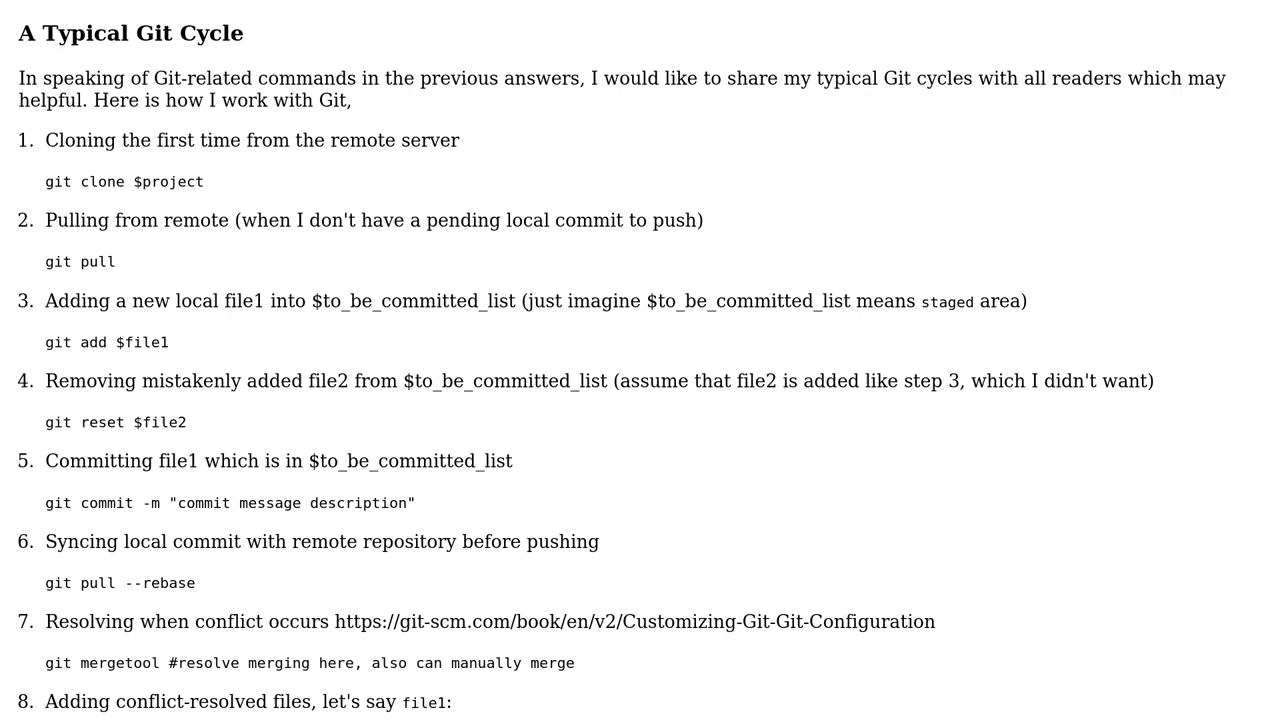 A Typical Git Cycle
In speaking of Git-related commands in the previous answers, I would like to share my typical Git cycles with all readers which may
helpful. Here is how I work with Git,
1. Cloning the first time from the remote server
git clone $project
2. Pulling from remote (when I don't have a pending local commit to push)
git pull
3. Adding a new local file1 into $to_be_committed_list (just imagine $to_be_committed_list means staged area)
git add $file1
4. Removing mistakenly added file2 from $to_be_committed_list (assume that file2 is added like step 3, which I didn't want)
git reset $file2
5. Committing file1 which is in $to_be_committed_list
git commit -m "commit message description"
6. Syncing local commit with remote repository before pushing
git pull --rebase
7. Resolving when conflict occurs https://git-scm.com/book/en/v2/Customizing-Git-Git-Configuration
git mergetool #resolve merging here, also can manually merge
8. Adding conflict-resolved files, let's say file1: